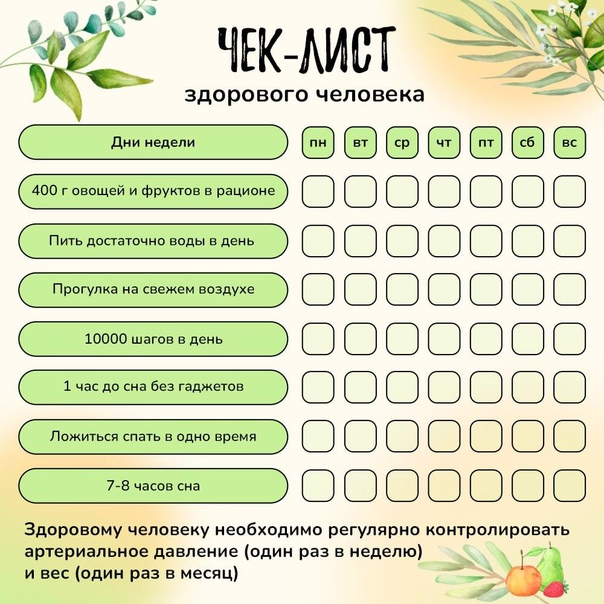 ЧЕК-ЛИСТ
здорового человека
Дни недели пн вт ср чт пт сб вс
400 г овощей и фруктов в рационе
Пить достаточно воды в день
Прогулка на свежем воздухе
10000 шагов в день
1 час до сна без гаджетов
Ложиться спать в одно время
7-8 часов сна
Здоровому человеку необходимо регулярно контролировать
артериальное давление (один раз в неделю)
и вес (один раз в месяц)